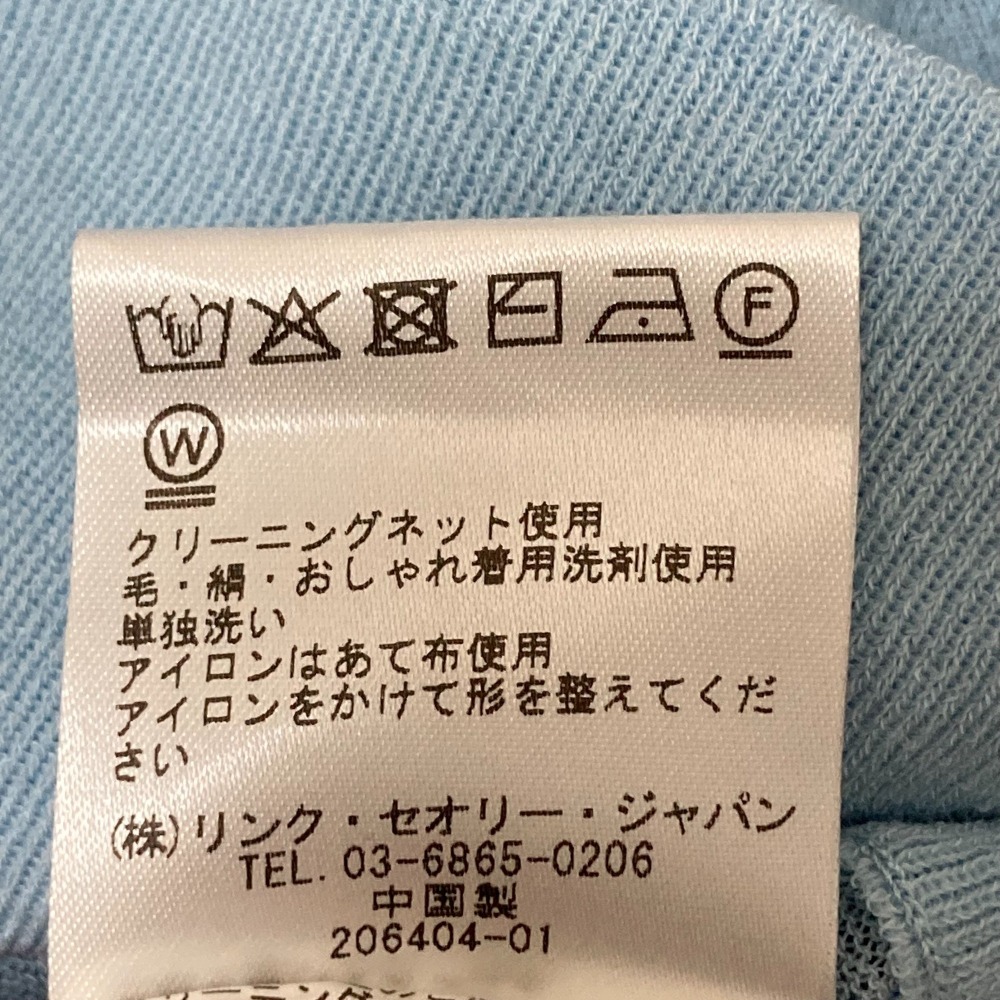 F
W
クリーニングネット使用
毛・絹・おしゃれ着用洗剤使用
単独洗い
アイロンはあて布使用
アイロンをかけて形を整えてくだ
さい
(株)リンク・セオリー・ジャパン
TEL. 03-6865-0206
中国製
206404-01